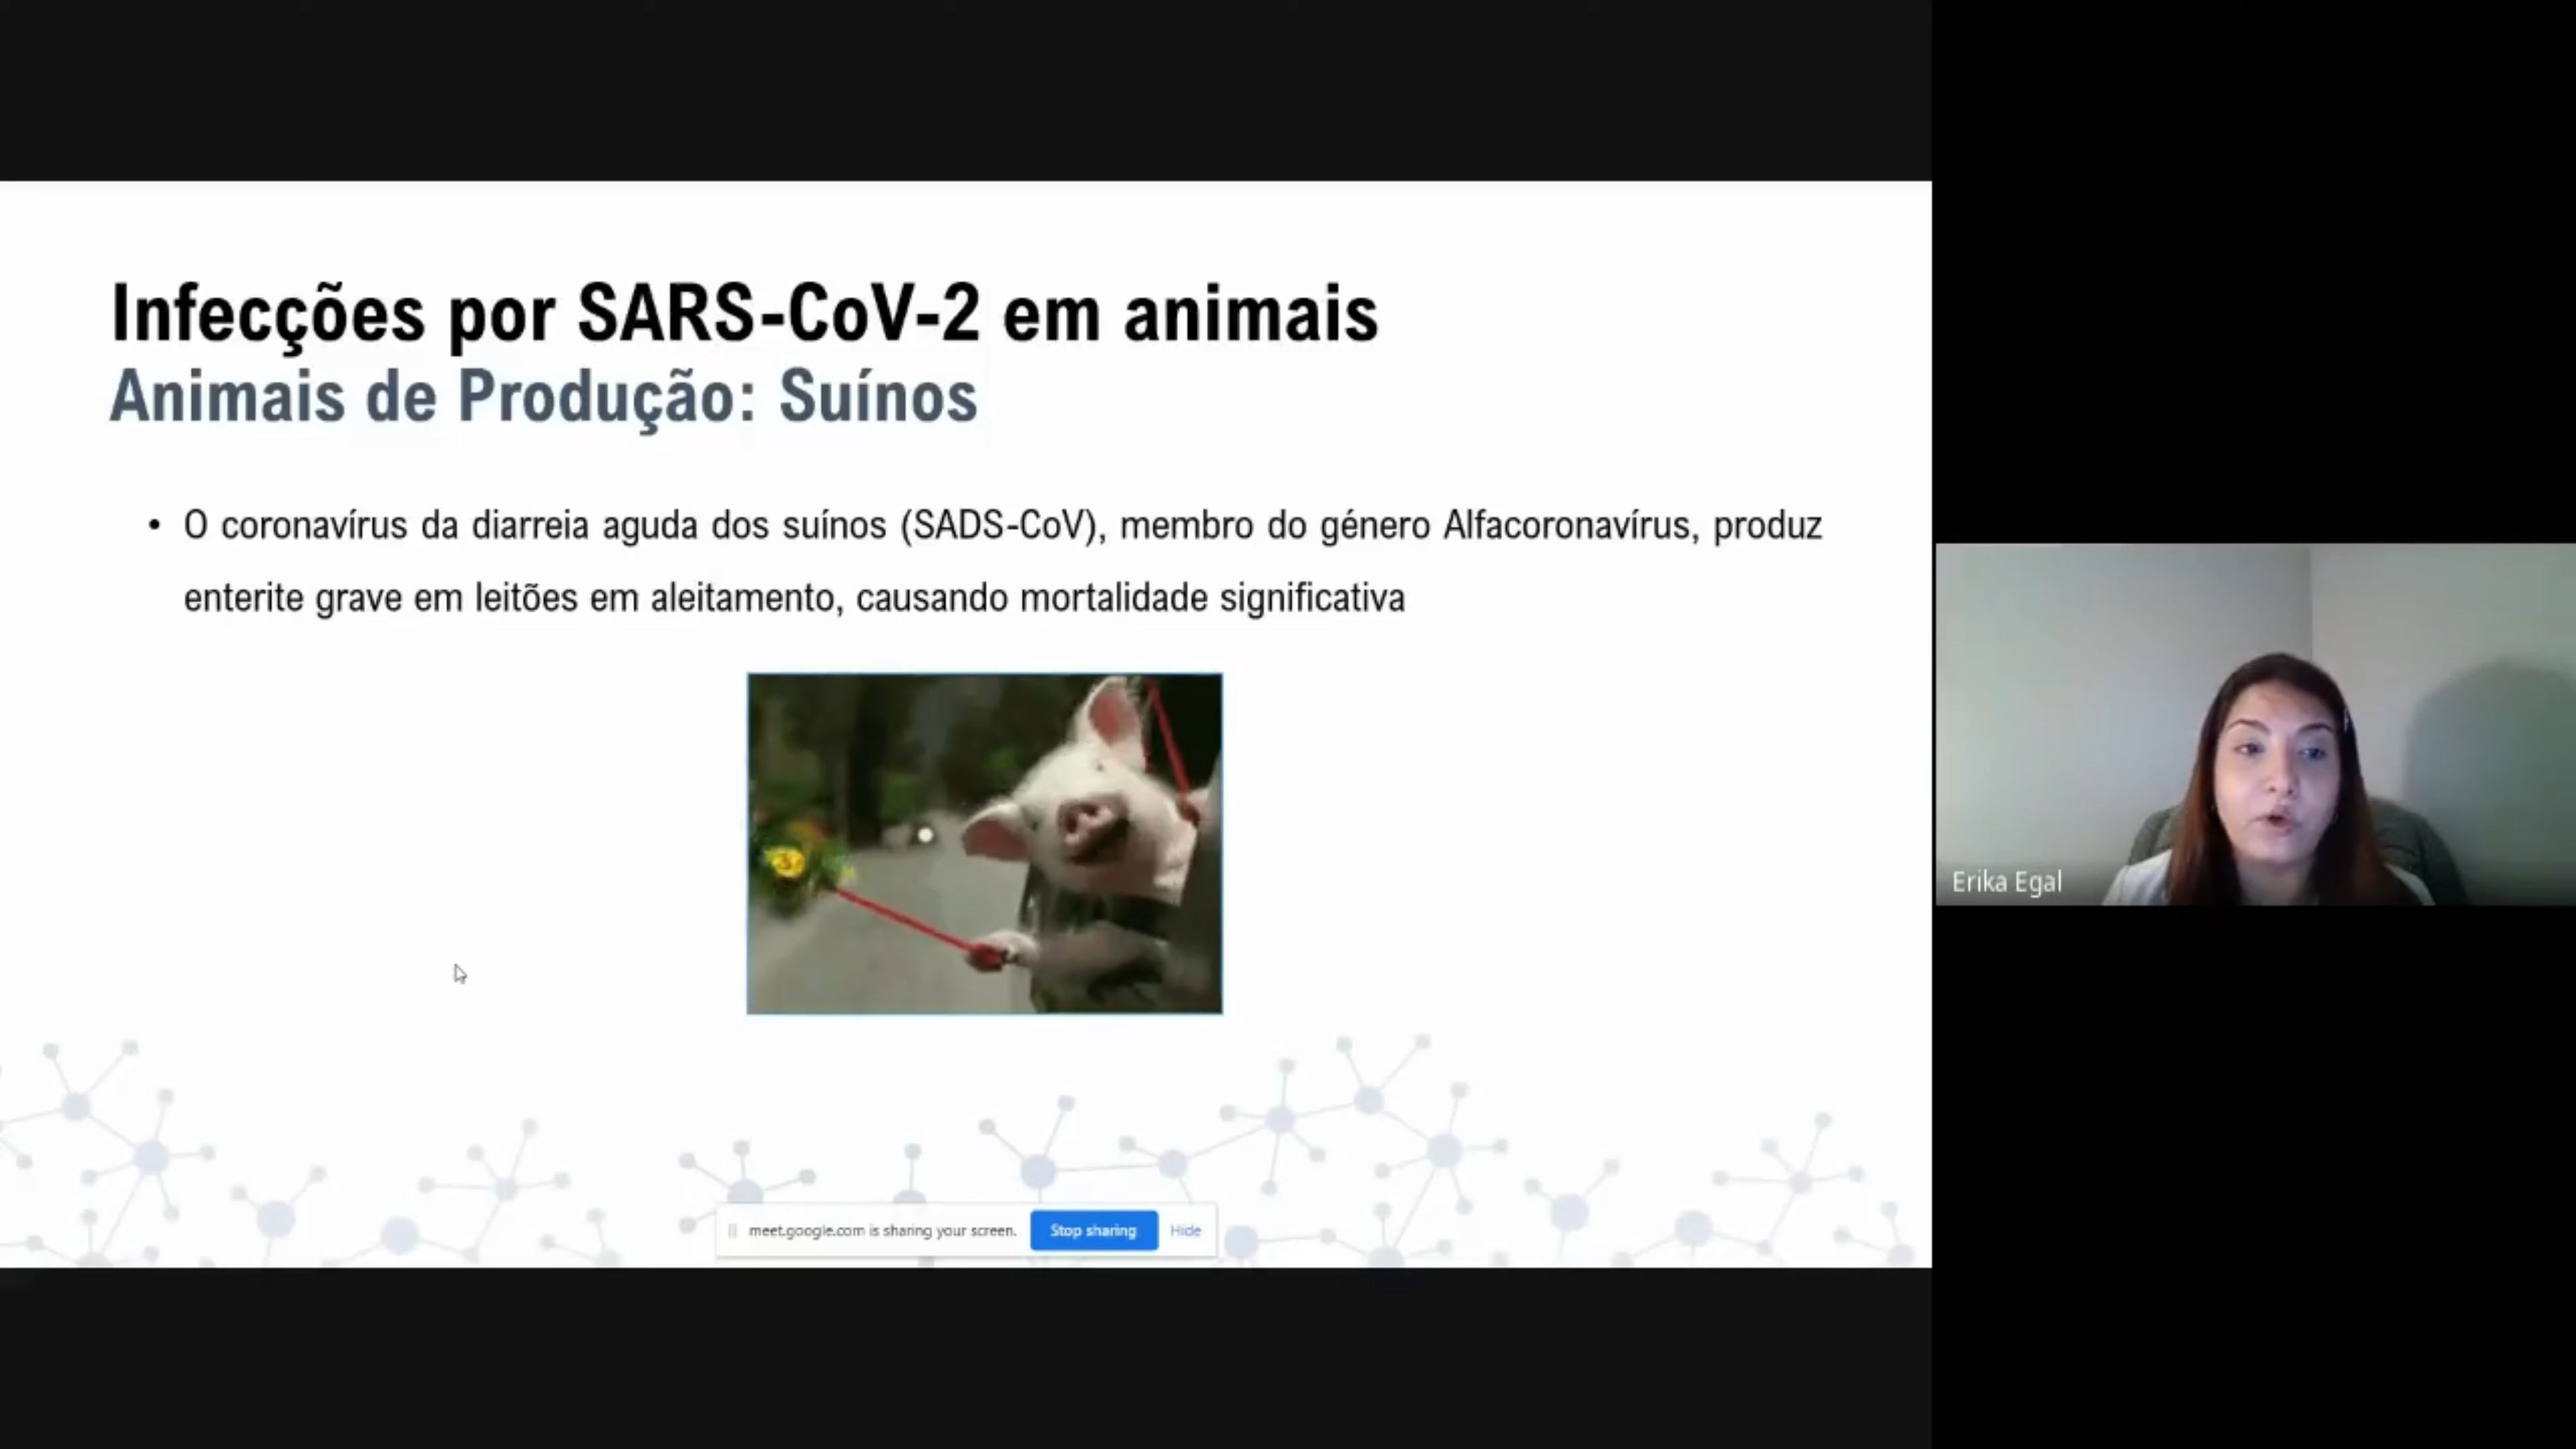 Infecções por SARS-CoV-2 em animais
Animais de Produção: Suínos
• O coronavírus da diarreia aguda dos suínos (SADS-CoV), membro do género Alfacoronavírus, produz
enterite grave em leitões em aleitamento, causando mortalidade significativa
Erika Egal
meet.google.com is sharing your screen. Stop sharing Hide